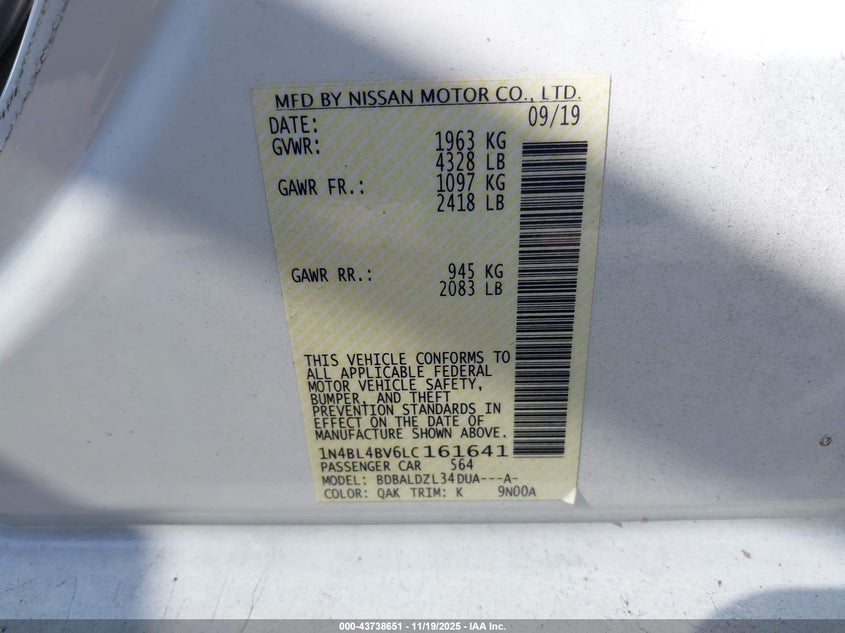 MFD BY NISSAN MOTOR CO., LTD.
DATE: 09/19
GVWR: 1963 KG
4328 LB
GAWR FR.: 1097 KG
2418 LB
GAWR RR.: 945 KG
2083 LB
THIS VEHICLE CONFORMS TO
ALL APPLICABLE FEDERAL
MOTOR VEHICLE SAFETY,
BUMPER, AND THEFT
PREVENTION STANDARDS IN
EFFECT ON THE DATE OF
MANUFACTURE SHOWN ABOVE.
1N4BL4BV6LC161641
PASSENGER CAR 564
MODEL: BDBALDZL34DUA---A-
COLOR: QAK TRIM: K 9N00A
000-43738651 - 11/19/2025 - IAA Inc.